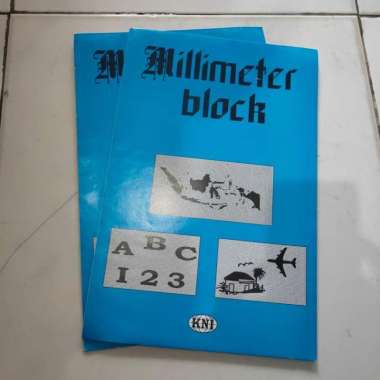 Millimeter
block
A B C
1 2 3
KNI
M